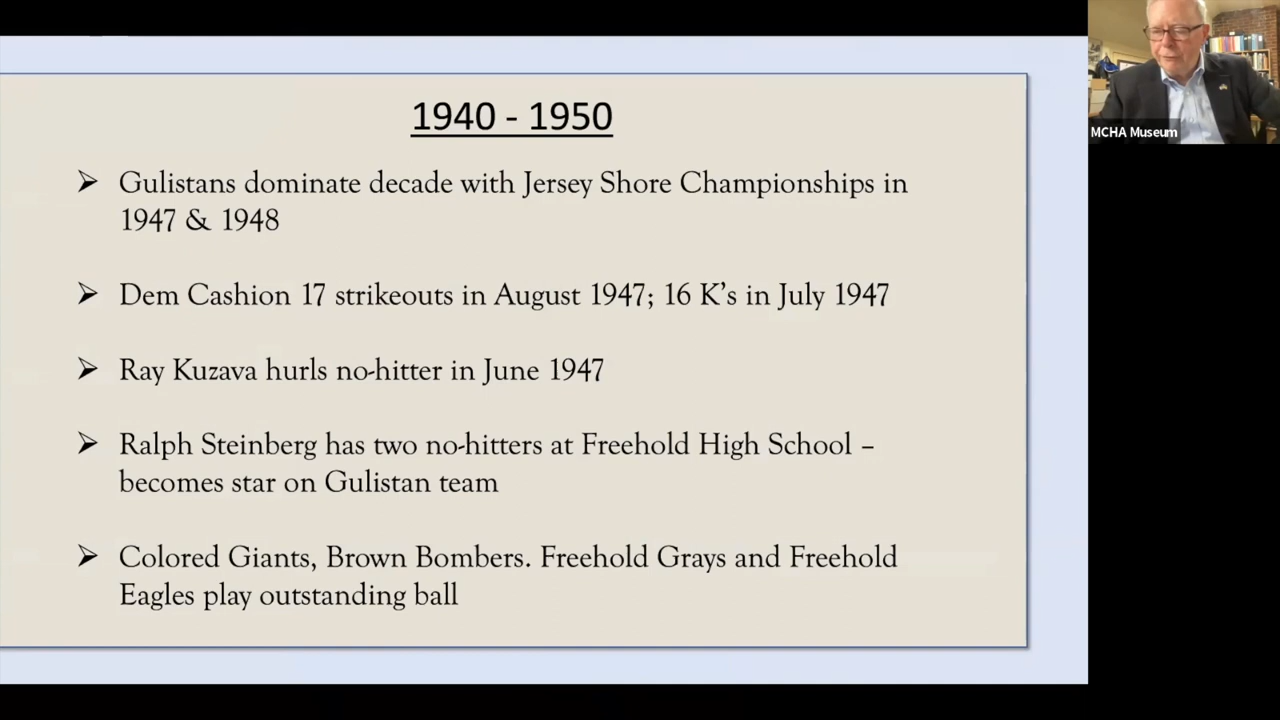 1940 - 1950
➢ Gulistans dominate decade with Jersey Shore Championships in
1947 & 1948
➢ Dem Cashion 17 strikeouts in August 1947; 16 K’s in July 1947
➢ Ray Kuzava hurls no-hitter in June 1947
➢ Ralph Steinberg has two no-hitters at Freehold High School –
becomes star on Gulistan team
➢ Colored Giants, Brown Bombers. Freehold Grays and Freehold
Eagles play outstanding ball
MCHA Museum